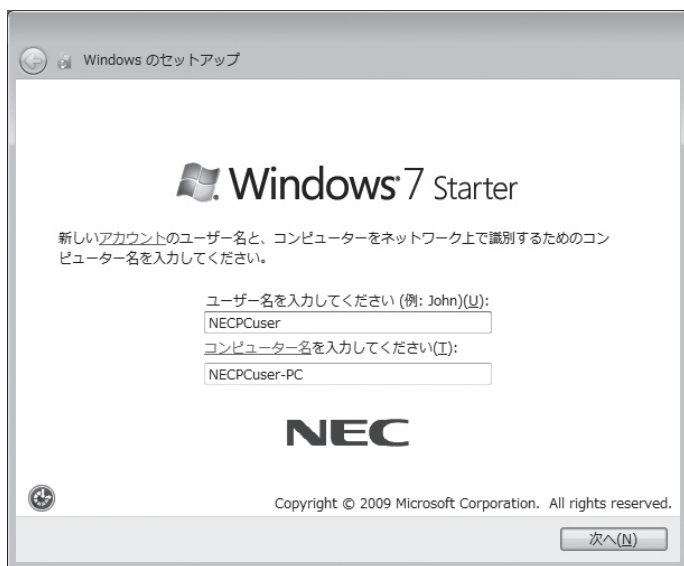 Windows のセットアップ
Windows 7 Starter
新しいアカウントのユーザー名と、コンピューターをネットワーク上で識別するためのコン
ピューター名を入力してください。
ユーザー名を入力してください (例: John)(U):
NECPCuser
コンピューター名を入力してください(T):
NECPCuser-PC
NEC
Copyright © 2009 Microsoft Corporation. All rights reserved.
次へ(N)